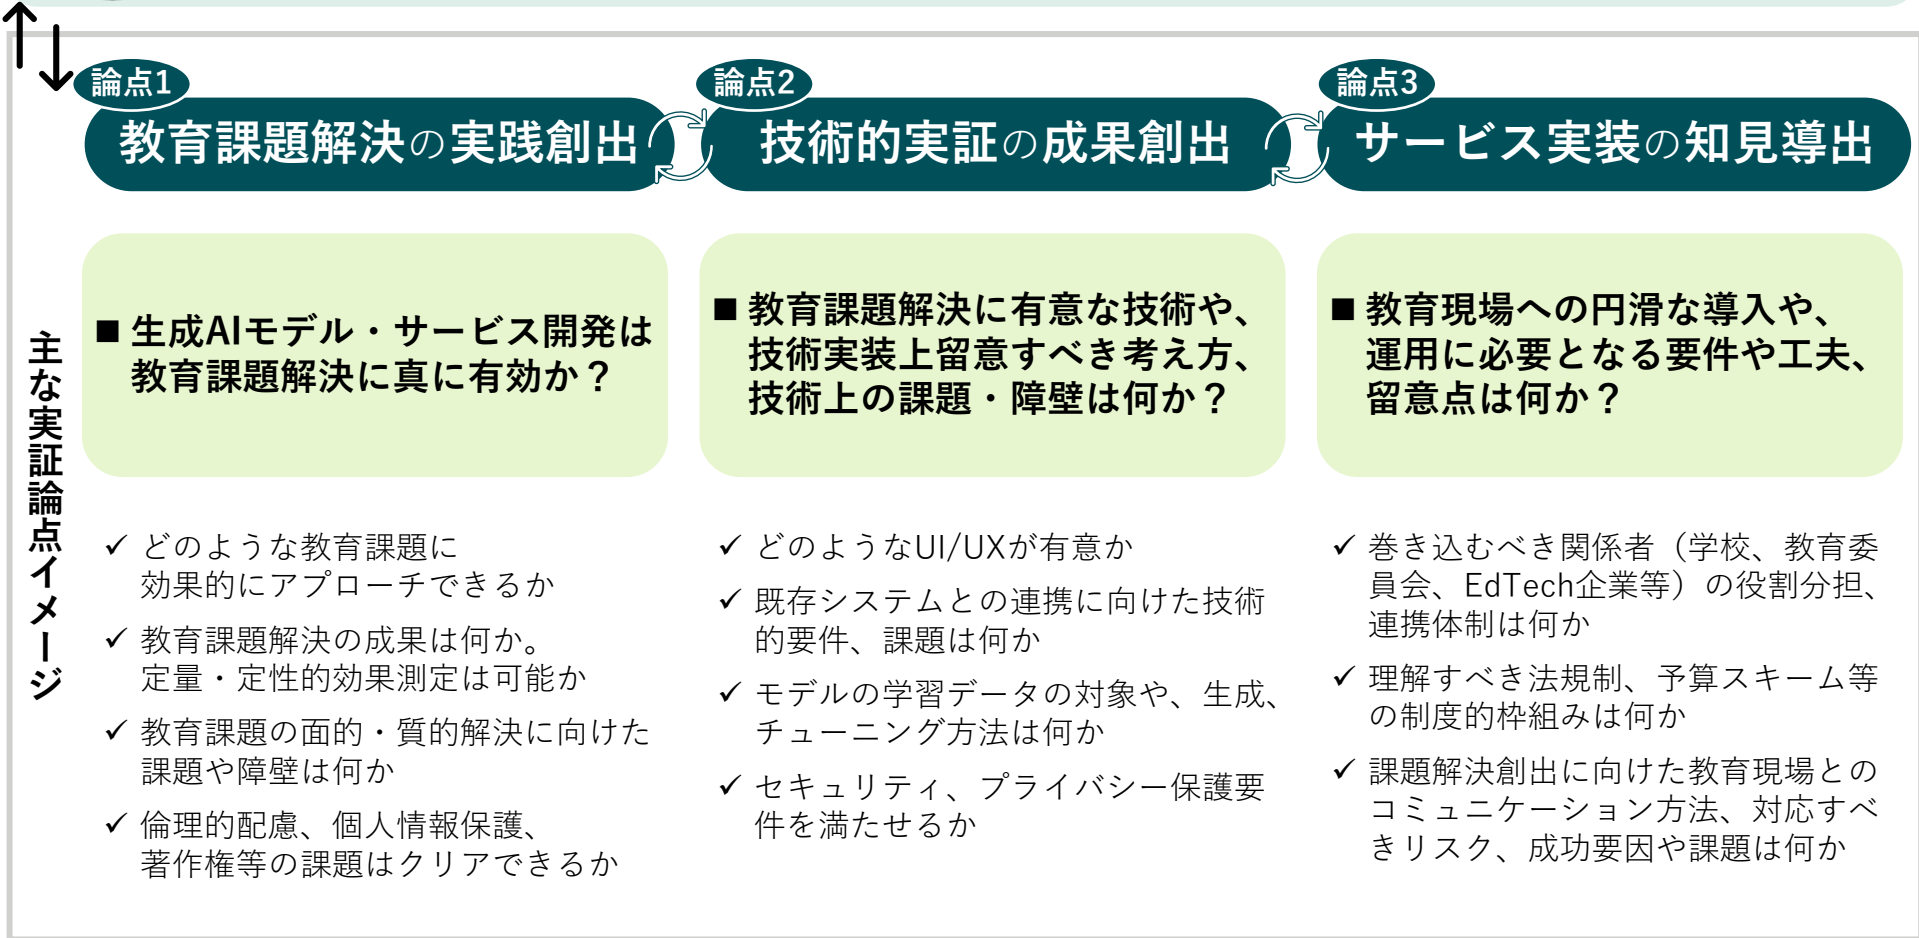 論点1
教育課題解決の実践創出
論点2
技術的実証の成果創出
論点3
サービス実装の知見導出
主な実証論点イメージ
■ 生成AIモデル・サービス開発は
教育課題解決に真に有効か？
✓ どのような教育課題に
効果的にアプローチできるか
✓ 教育課題解決の成果は何か。
定量・定性的効果測定は可能か
✓ 教育課題の面的・質的解決に向けた
課題や障壁は何か
✓ 倫理的配慮、個人情報保護、
著作権等の課題はクリアできるか
■ 教育課題解決に有意な技術や、
技術実装上留意すべき考え方、
技術上の課題・障壁は何か？
✓ どのようなUI/UXが有意か
✓ 既存システムとの連携に向けた技術
的要件、課題は何か
✓ モデルの学習データの対象や、生成、
チューニング方法は何か
✓ セキュリティ、プライバシー保護要
件を満たせるか
■ 教育現場への円滑な導入や、
運用に必要となる要件や工夫、
留意点は何か？
✓ 巻き込むべき関係者（学校、教育委
員会、EdTech企業等）の役割分担、
連携体制は何か
✓ 理解すべき法規制、予算スキーム等
の制度的枠組みは何か
✓ 課題解決創出に向けた教育現場との
コミュニケーション方法、対応すべ
きリスク、成功要因や課題は何か